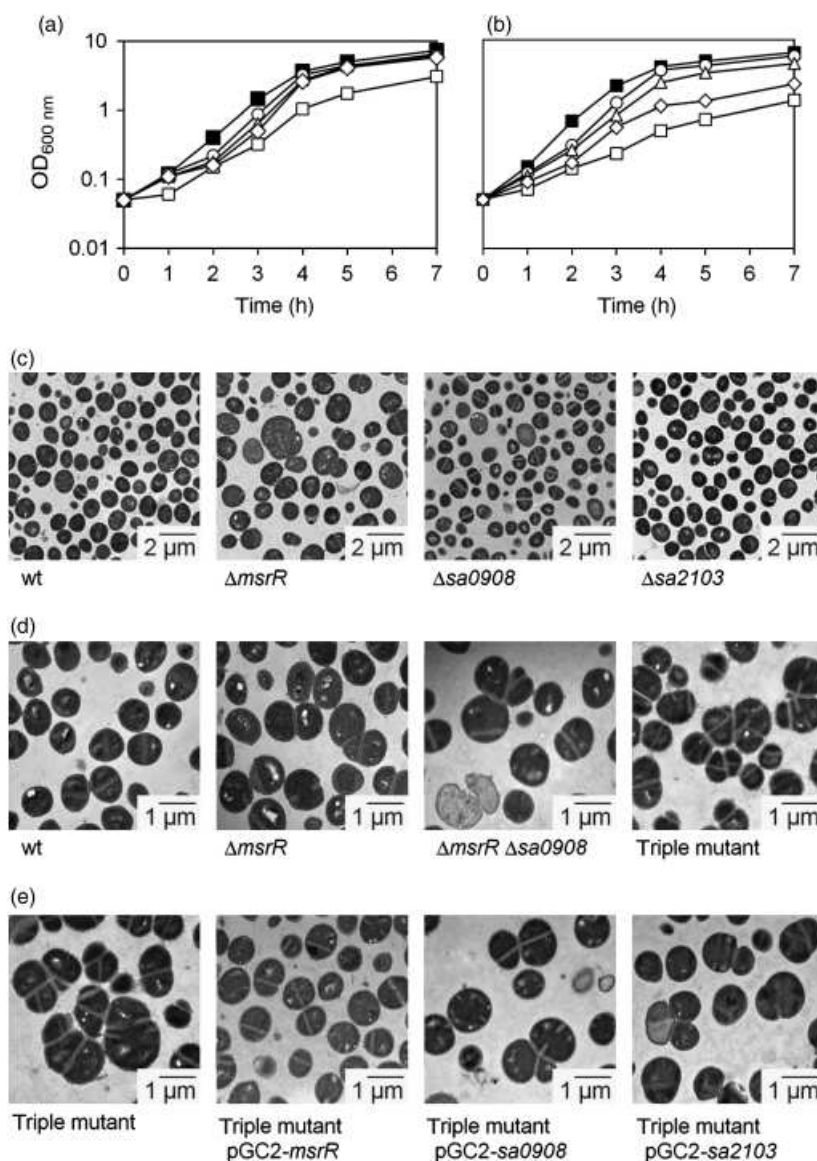 (a)
(b)
10
1
0.1
0.01
OD600 nm
0 1 2 3 4 5 6 7
0 1 2 3 4 5 6 7
Time (h)
Time (h)
(c)
2 µm
2 µm
2 µm
2 µm
wt
ΔmsrR
Δsa0908
Δsa2103
(d)
1 µm
1 µm
1 µm
1 µm
wt
ΔmsrR
ΔmsrR Δsa0908
Triple mutant
(e)
1 µm
1 µm
1 µm
1 µm
Triple mutant
Triple mutant
pGC2-msrR
Triple mutant
pGC2-sa0908
Triple mutant
pGC2-sa2103